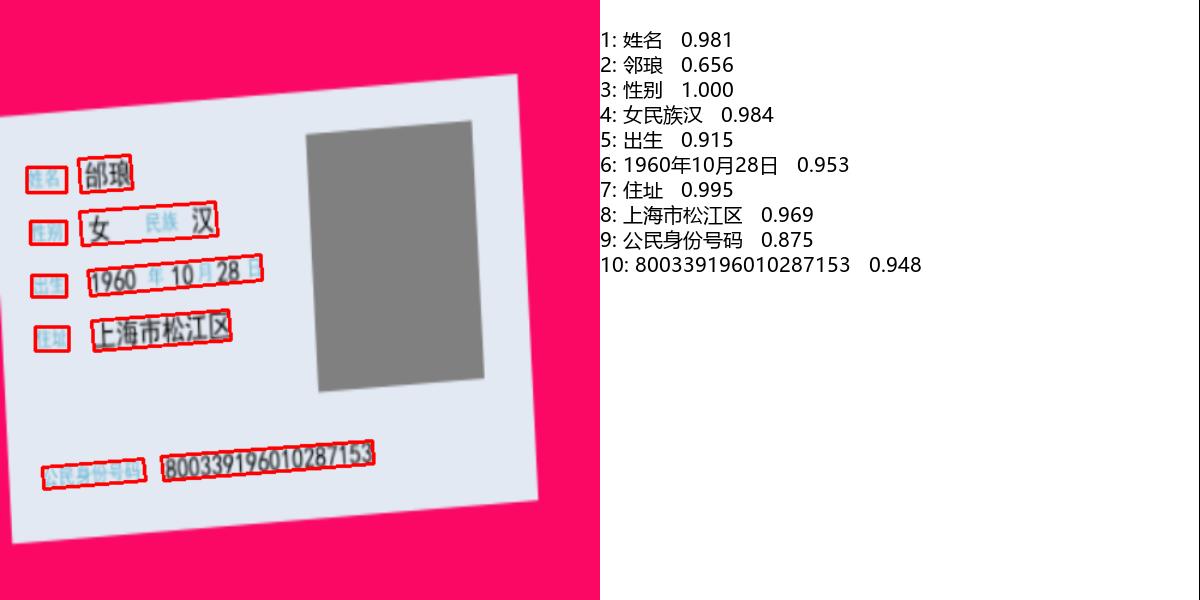 姓名 邰琅
性别 女 民族 汉
出生 1960 年 10 月 28 日
住址 上海市松江区
公民身份号码 800339196010287153
1: 姓名 0.981
2: 邻琅 0.656
3: 性别 1.000
4: 女民族汉 0.984
5: 出生 0.915
6: 1960年10月28日 0.953
7: 住址 0.995
8: 上海市松江区 0.969
9: 公民身份号码 0.875
10: 800339196010287153 0.948